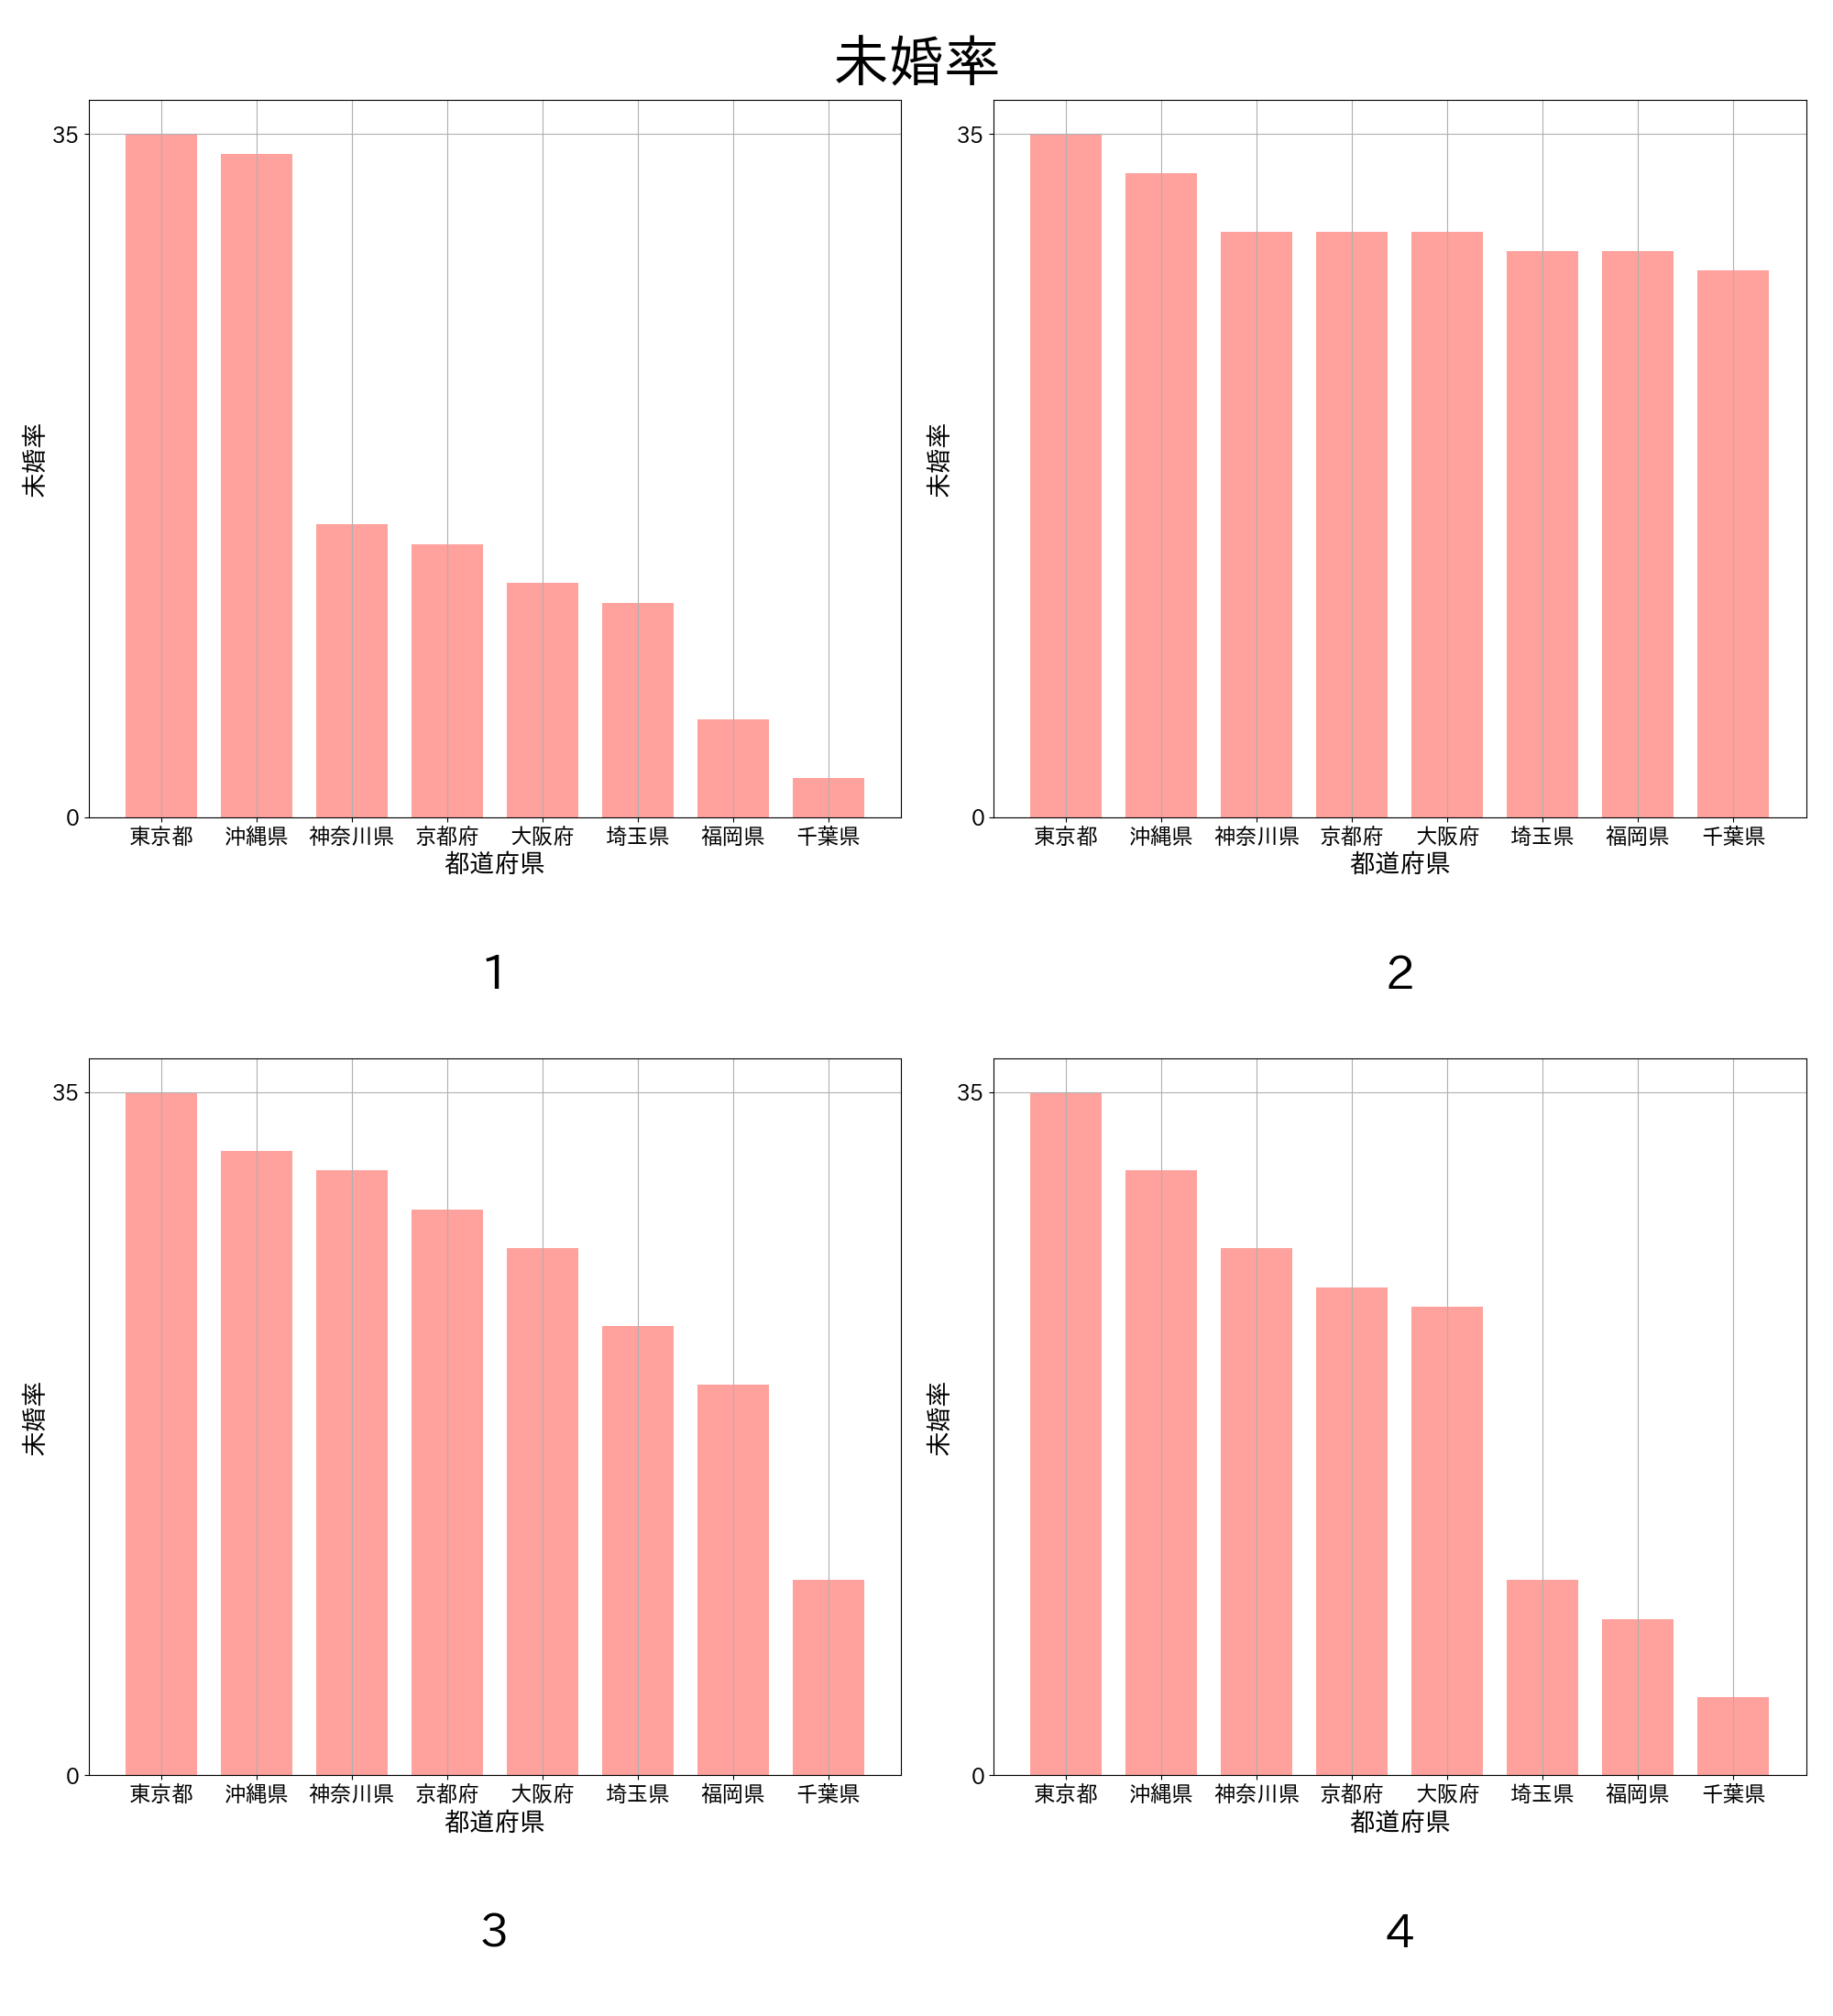 未婚率
35
0
未婚率
東京都 沖縄県 神奈川県 京都府 大阪府 埼玉県 福岡県 千葉県
都道府県
1
35
0
未婚率
東京都 沖縄県 神奈川県 京都府 大阪府 埼玉県 福岡県 千葉県
都道府県
2
35
0
未婚率
東京都 沖縄県 神奈川県 京都府 大阪府 埼玉県 福岡県 千葉県
都道府県
3
35
0
未婚率
東京都 沖縄県 神奈川県 京都府 大阪府 埼玉県 福岡県 千葉県
都道府県
4